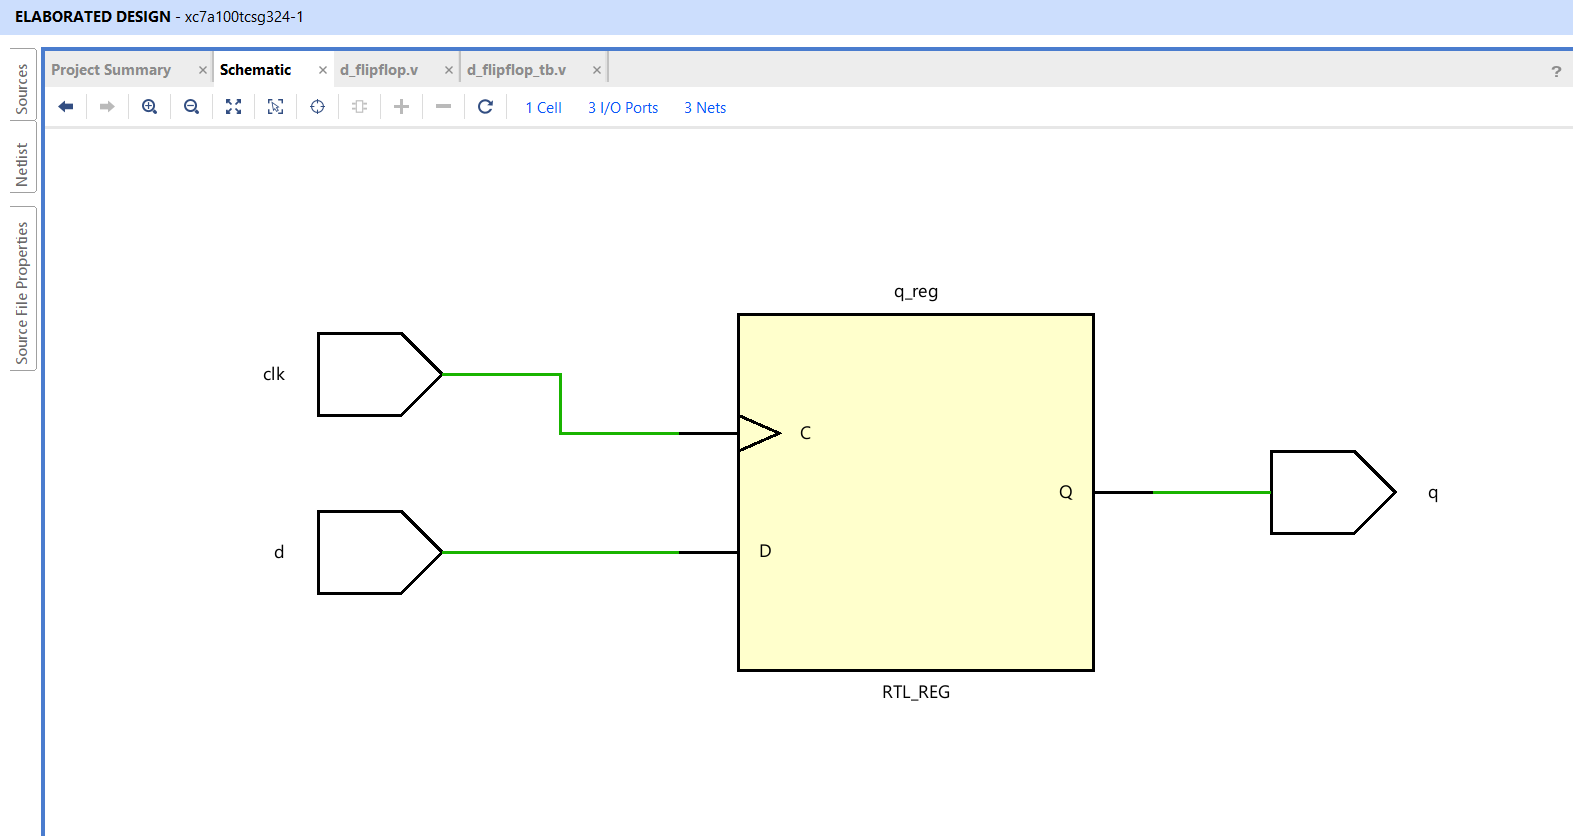 ELABORATED DESIGN - xc7a100tcsg324-1
Sources
Netlist
Source File Properties
Project Summary × Schematic × d_flipflop.v × d_flipflop_tb.v × ?
1 Cell 3 I/O Ports 3 Nets
q_reg
clk
C
Q
q
d
D
RTL_REG